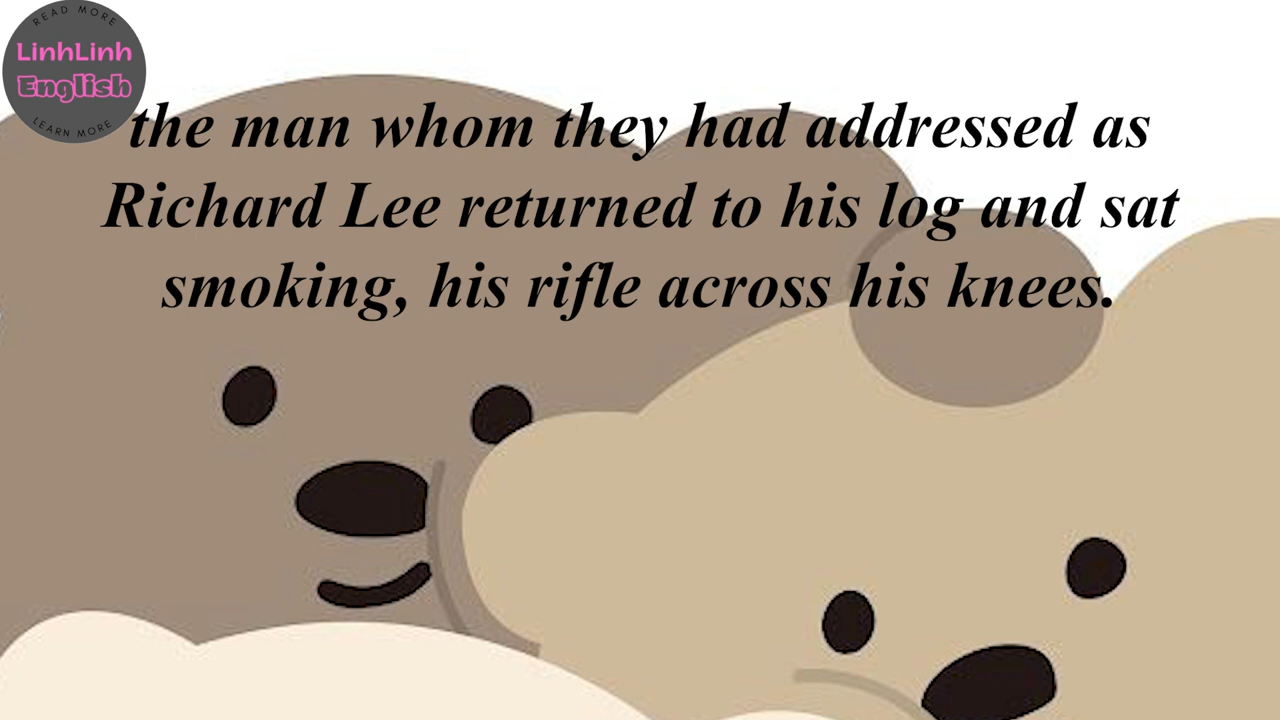 READ MORE
LinhLinh
English
LEARN MORE
the man whom they had addressed as
Richard Lee returned to his log and sat
smoking, his rifle across his knees.